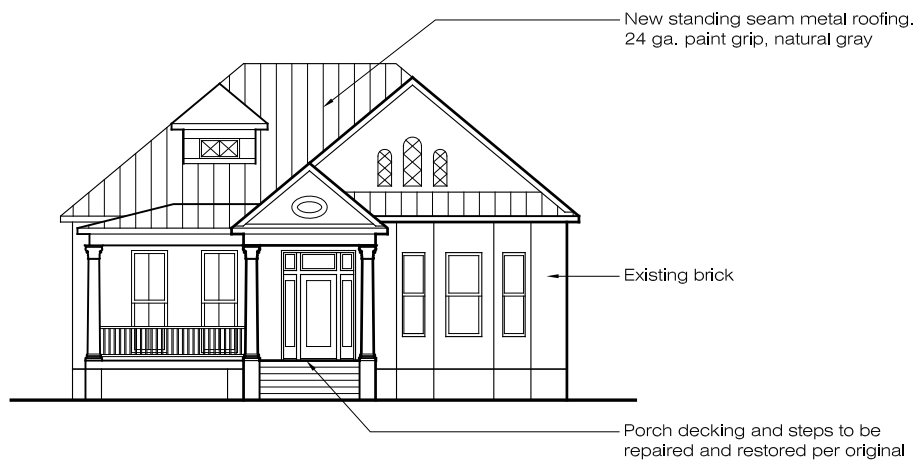 New standing seam metal roofing.
24 ga. paint grip, natural gray
Existing brick
Porch decking and steps to be
repaired and restored per original